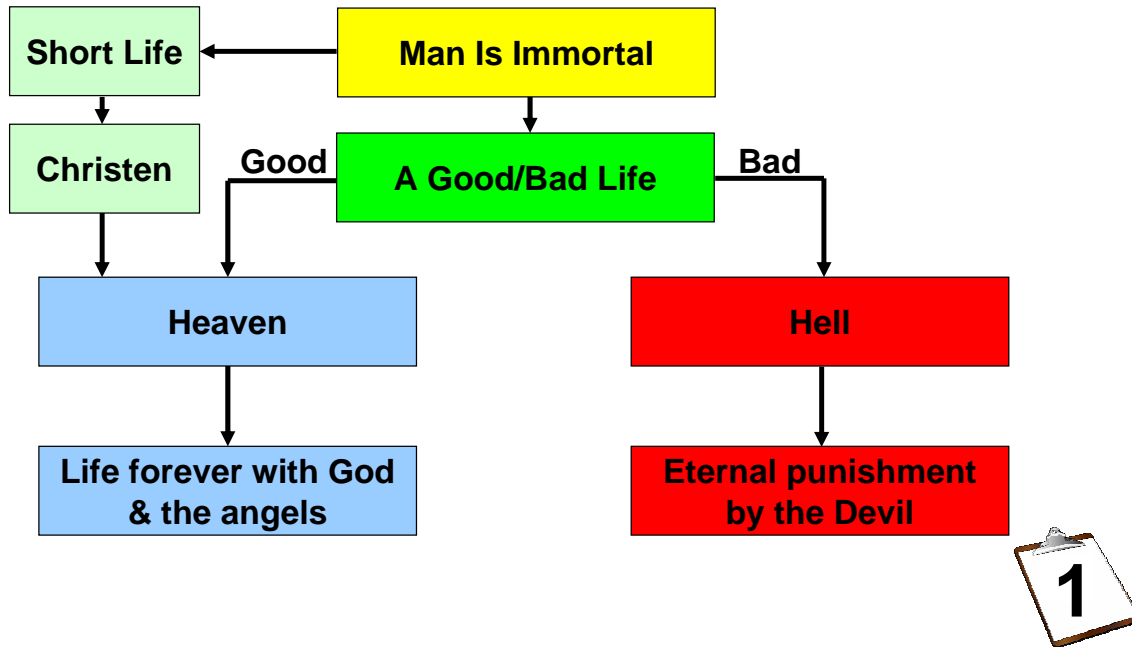 Short Life
Man Is Immortal
Christen
Good
A Good/Bad Life
Bad
Heaven
Hell
Life forever with God
& the angels
Eternal punishment
by the Devil
1